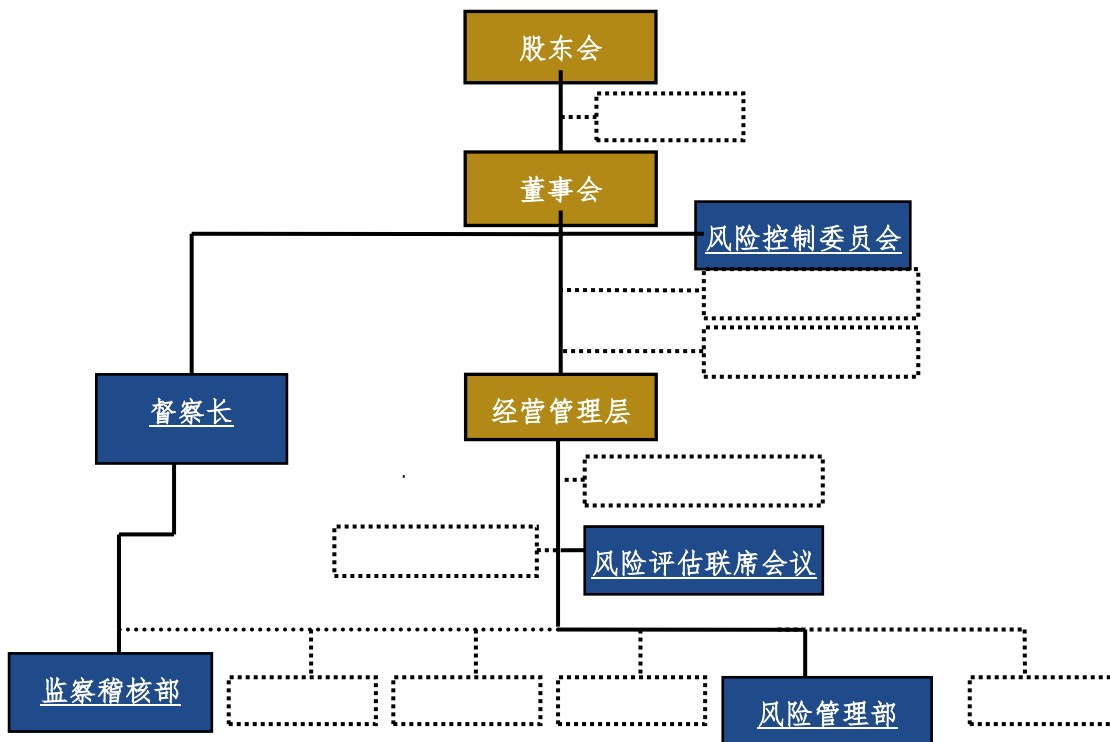 股东会
董事会
风险控制委员会
督察长
经营管理层
风险评估联席会议
监察稽核部
风险管理部